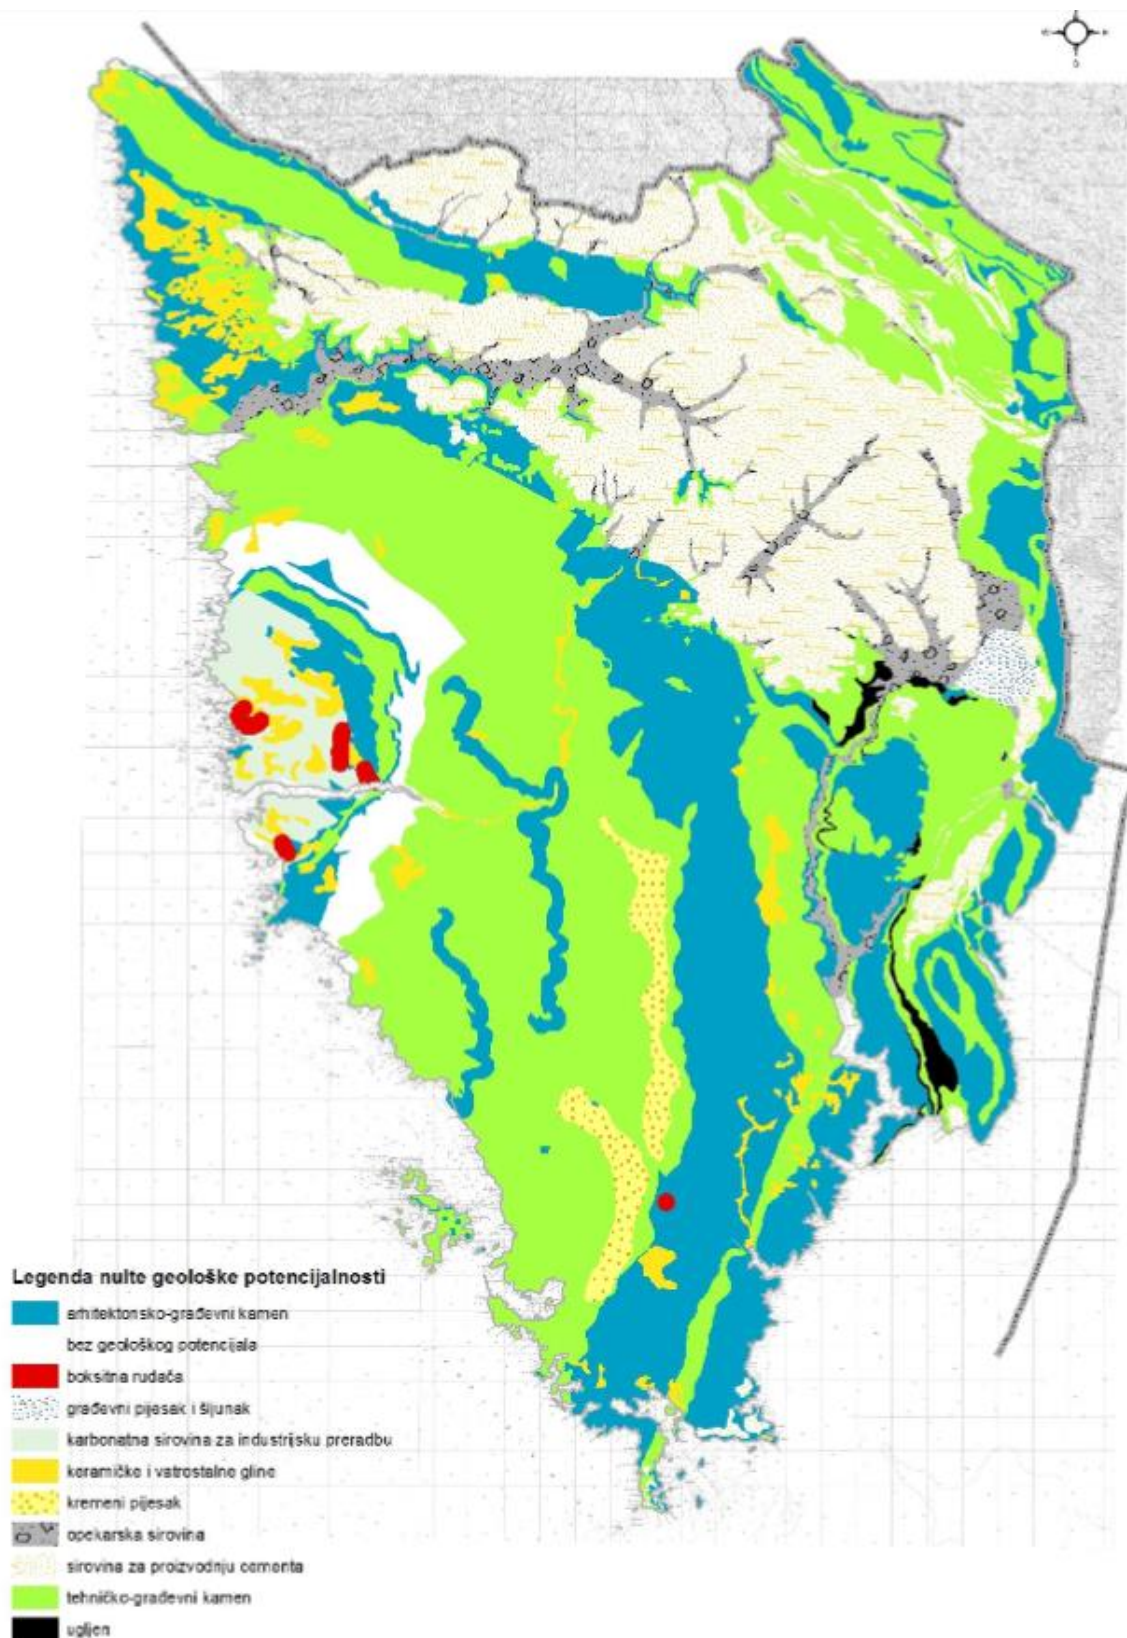 Legenda nulte geološke potencijalnosti
arhitektonsko-građevni kamen
bez geološkog potencijala
boksitna rudača
građevni pijesak i šljunak
karbonatna sirovina za industrijsku preradbu
keramičke i vatrostalne gline
kremeni pijesak
opekarska sirovina
sirovina za proizvodnju cementa
tehničko-građevni kamen
ugljen